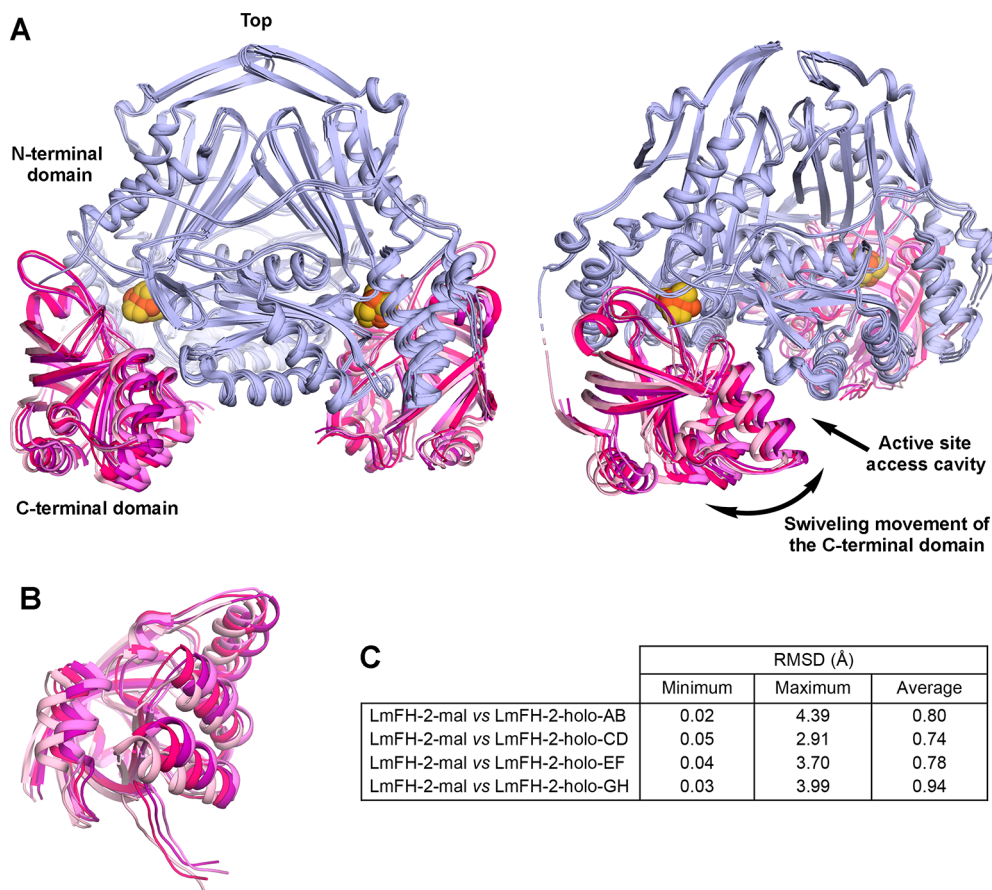 A
Top
N-terminal
domain
C-terminal domain
Active site
access cavity
Swiveling movement of
the C-terminal domain
B
C
RMSD (Å)
Minimum Maximum Average
LmFH-2-mal vs LmFH-2-holo-AB 0.02 4.39 0.80
LmFH-2-mal vs LmFH-2-holo-CD 0.05 2.91 0.74
LmFH-2-mal vs LmFH-2-holo-EF 0.04 3.70 0.78
LmFH-2-mal vs LmFH-2-holo-GH 0.03 3.99 0.94